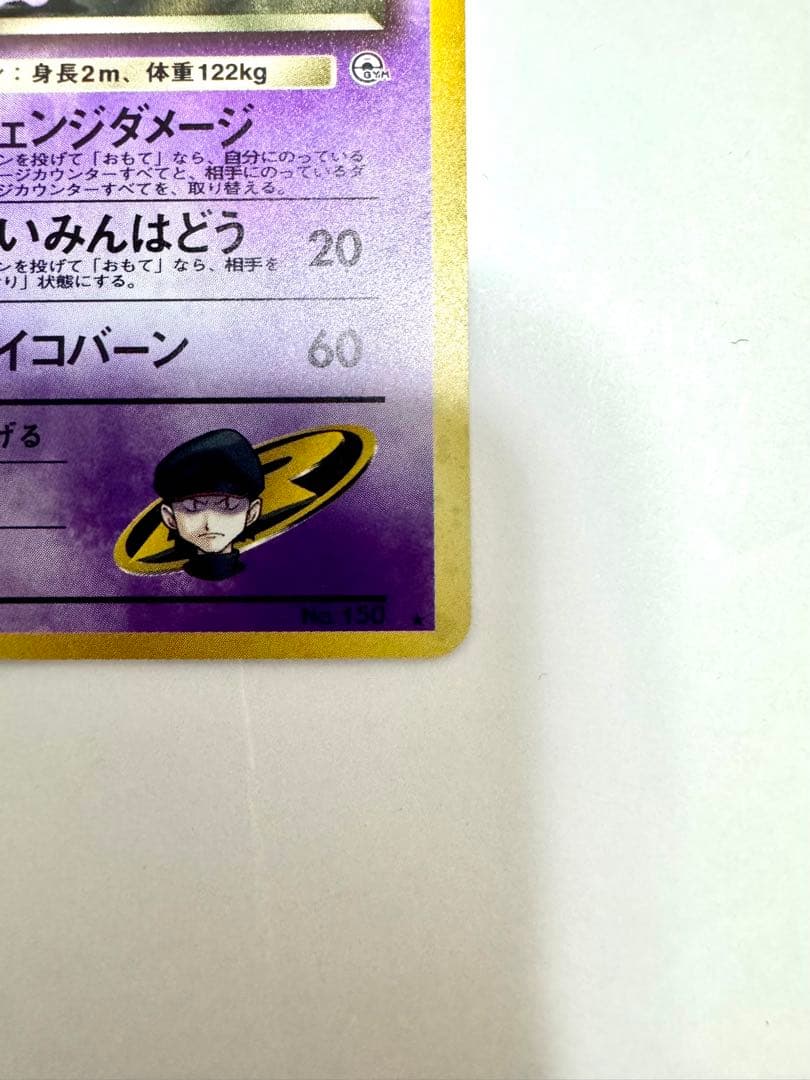 ン：身長2m、体重122kg
GYM
ェンジダメージ
ンを投げて「おもて」なら、自分にのっている
ージカウンターすべてと、相手にのっているダ
ジカウンターすべてを、取り替える。
いみんはどう 20
ンを投げて「おもて」なら、相手を
り」状態にする。
イコバーン 60
げる
R
No. 150 ★